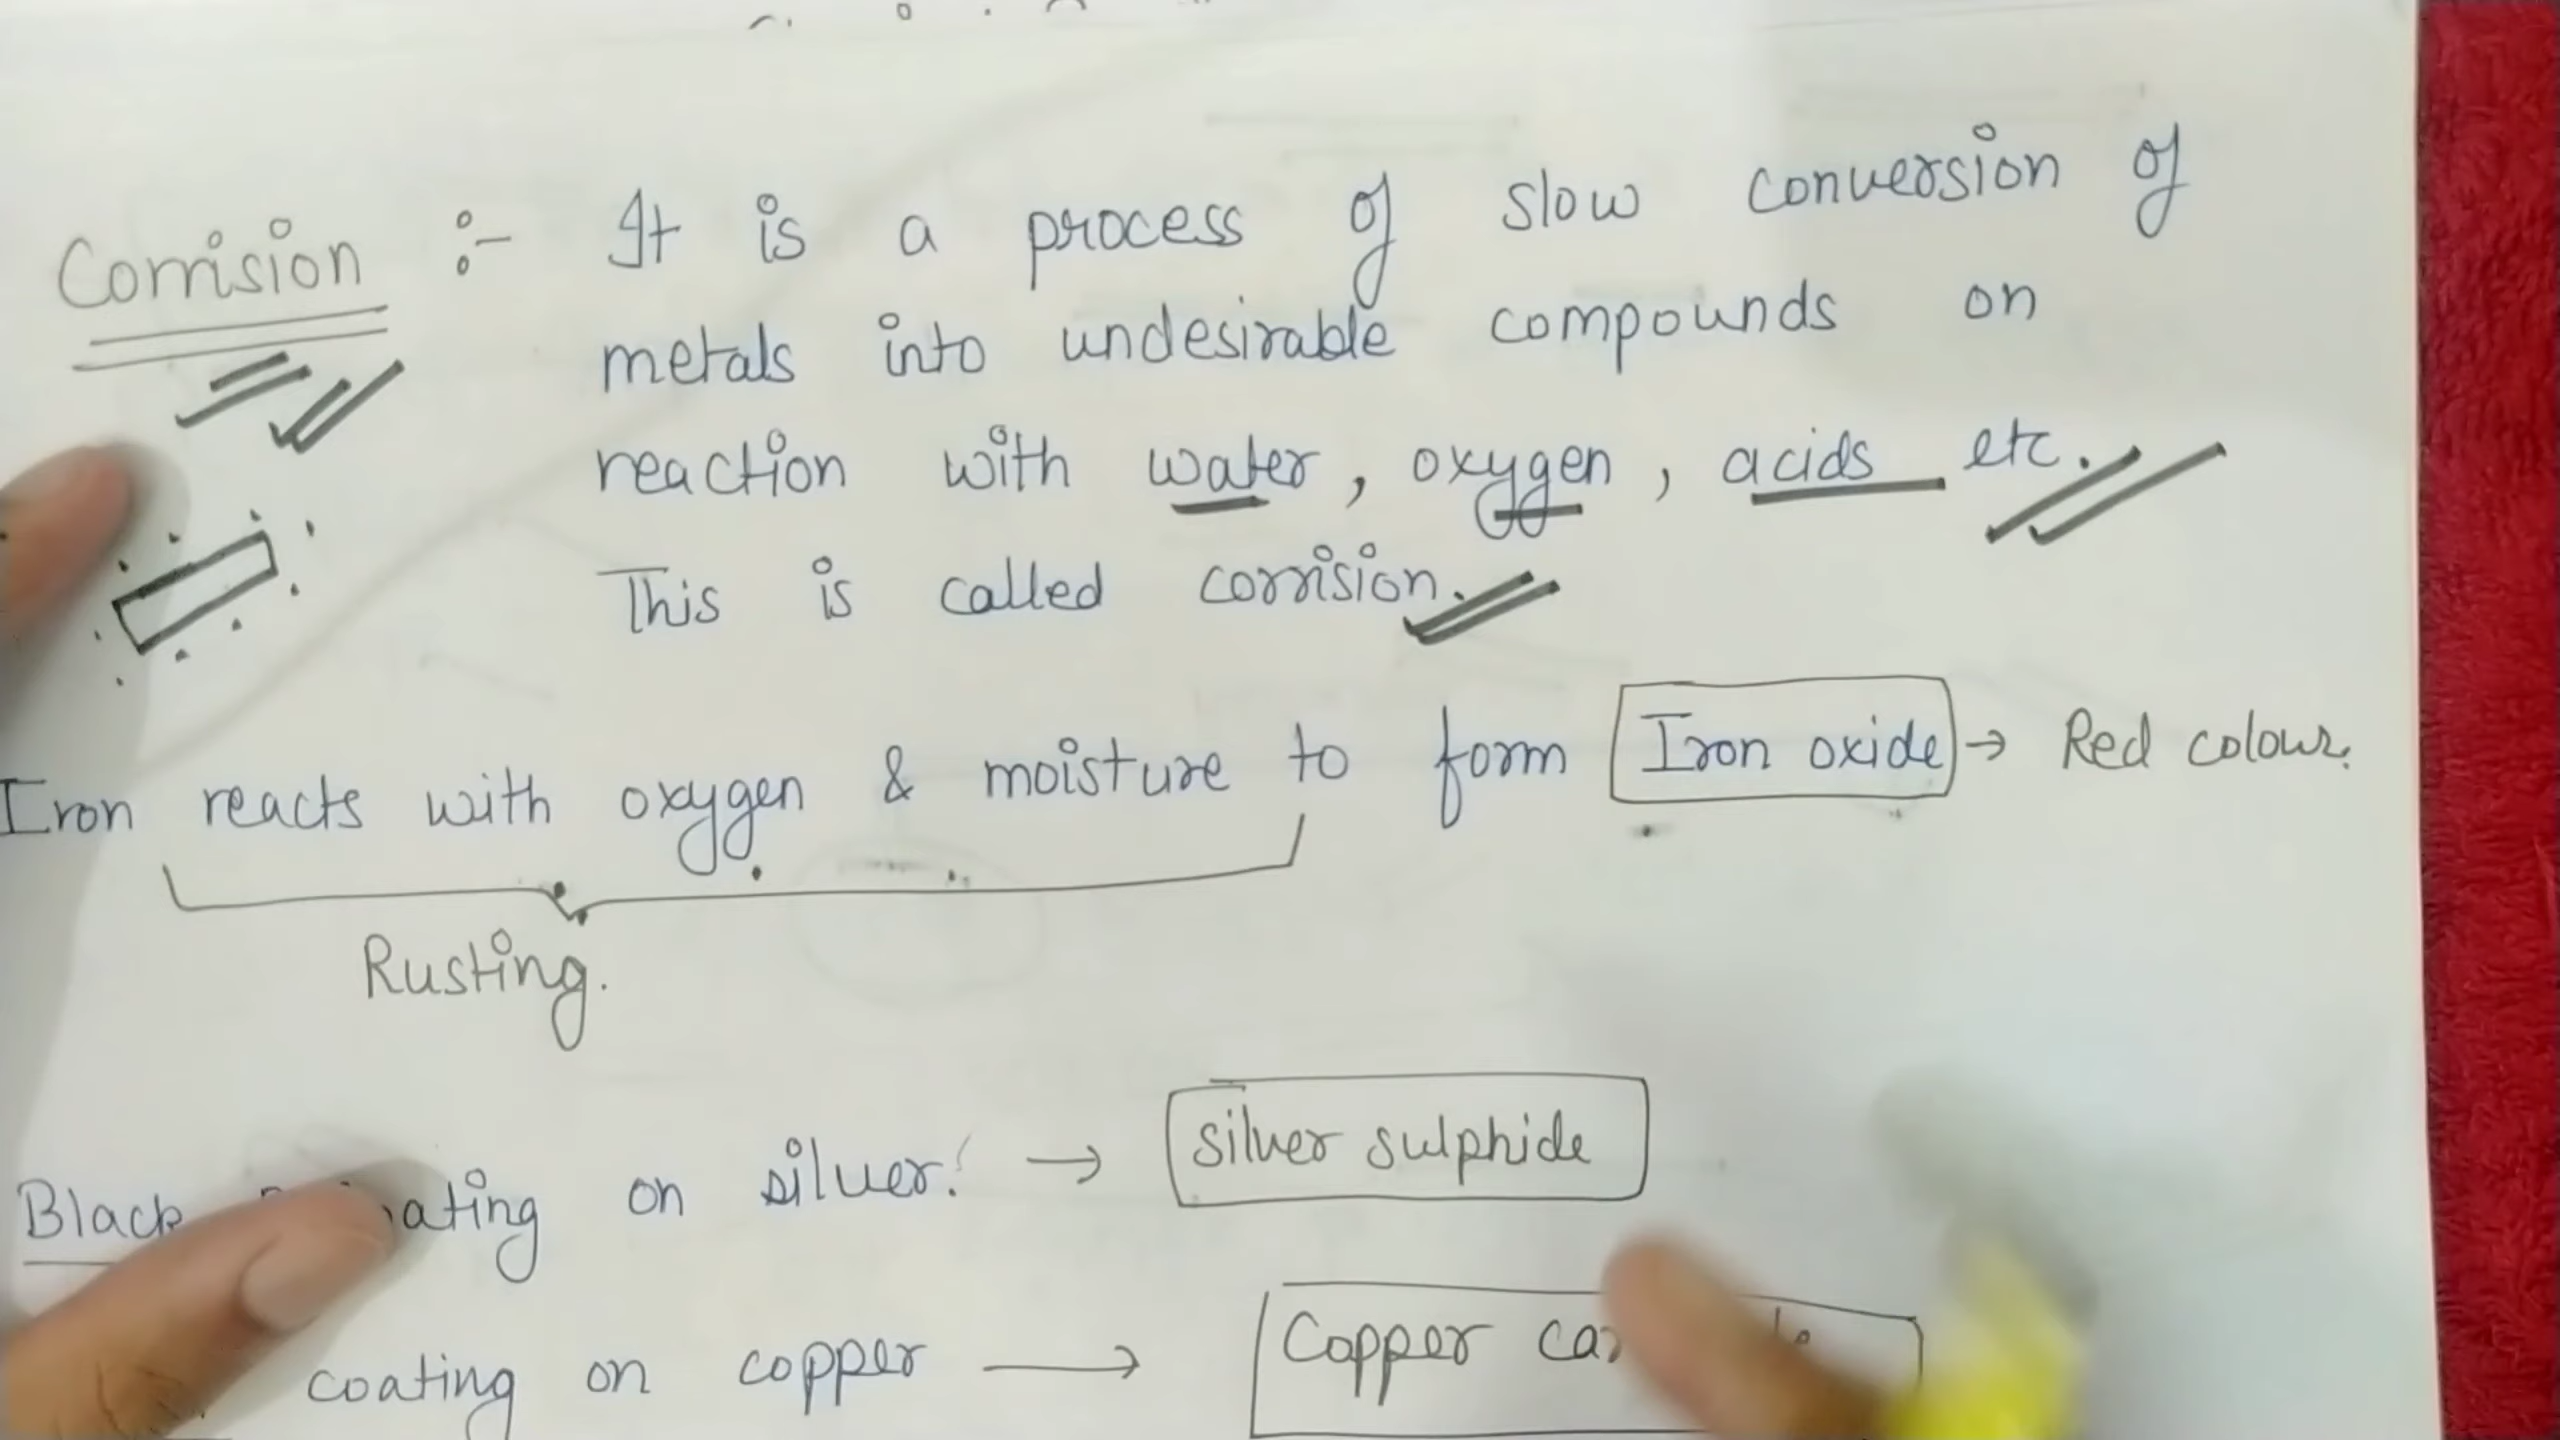 Corrision :- It is a process of slow conversion of
metals into undesirable compounds on
reaction with water, oxygen, acids etc.
This is called corrision.
Iron reacts with oxygen & moisture to form Iron oxide → Red colour.
Rusting.
Black on silver. → silver sulphide
coating on copper → Copper